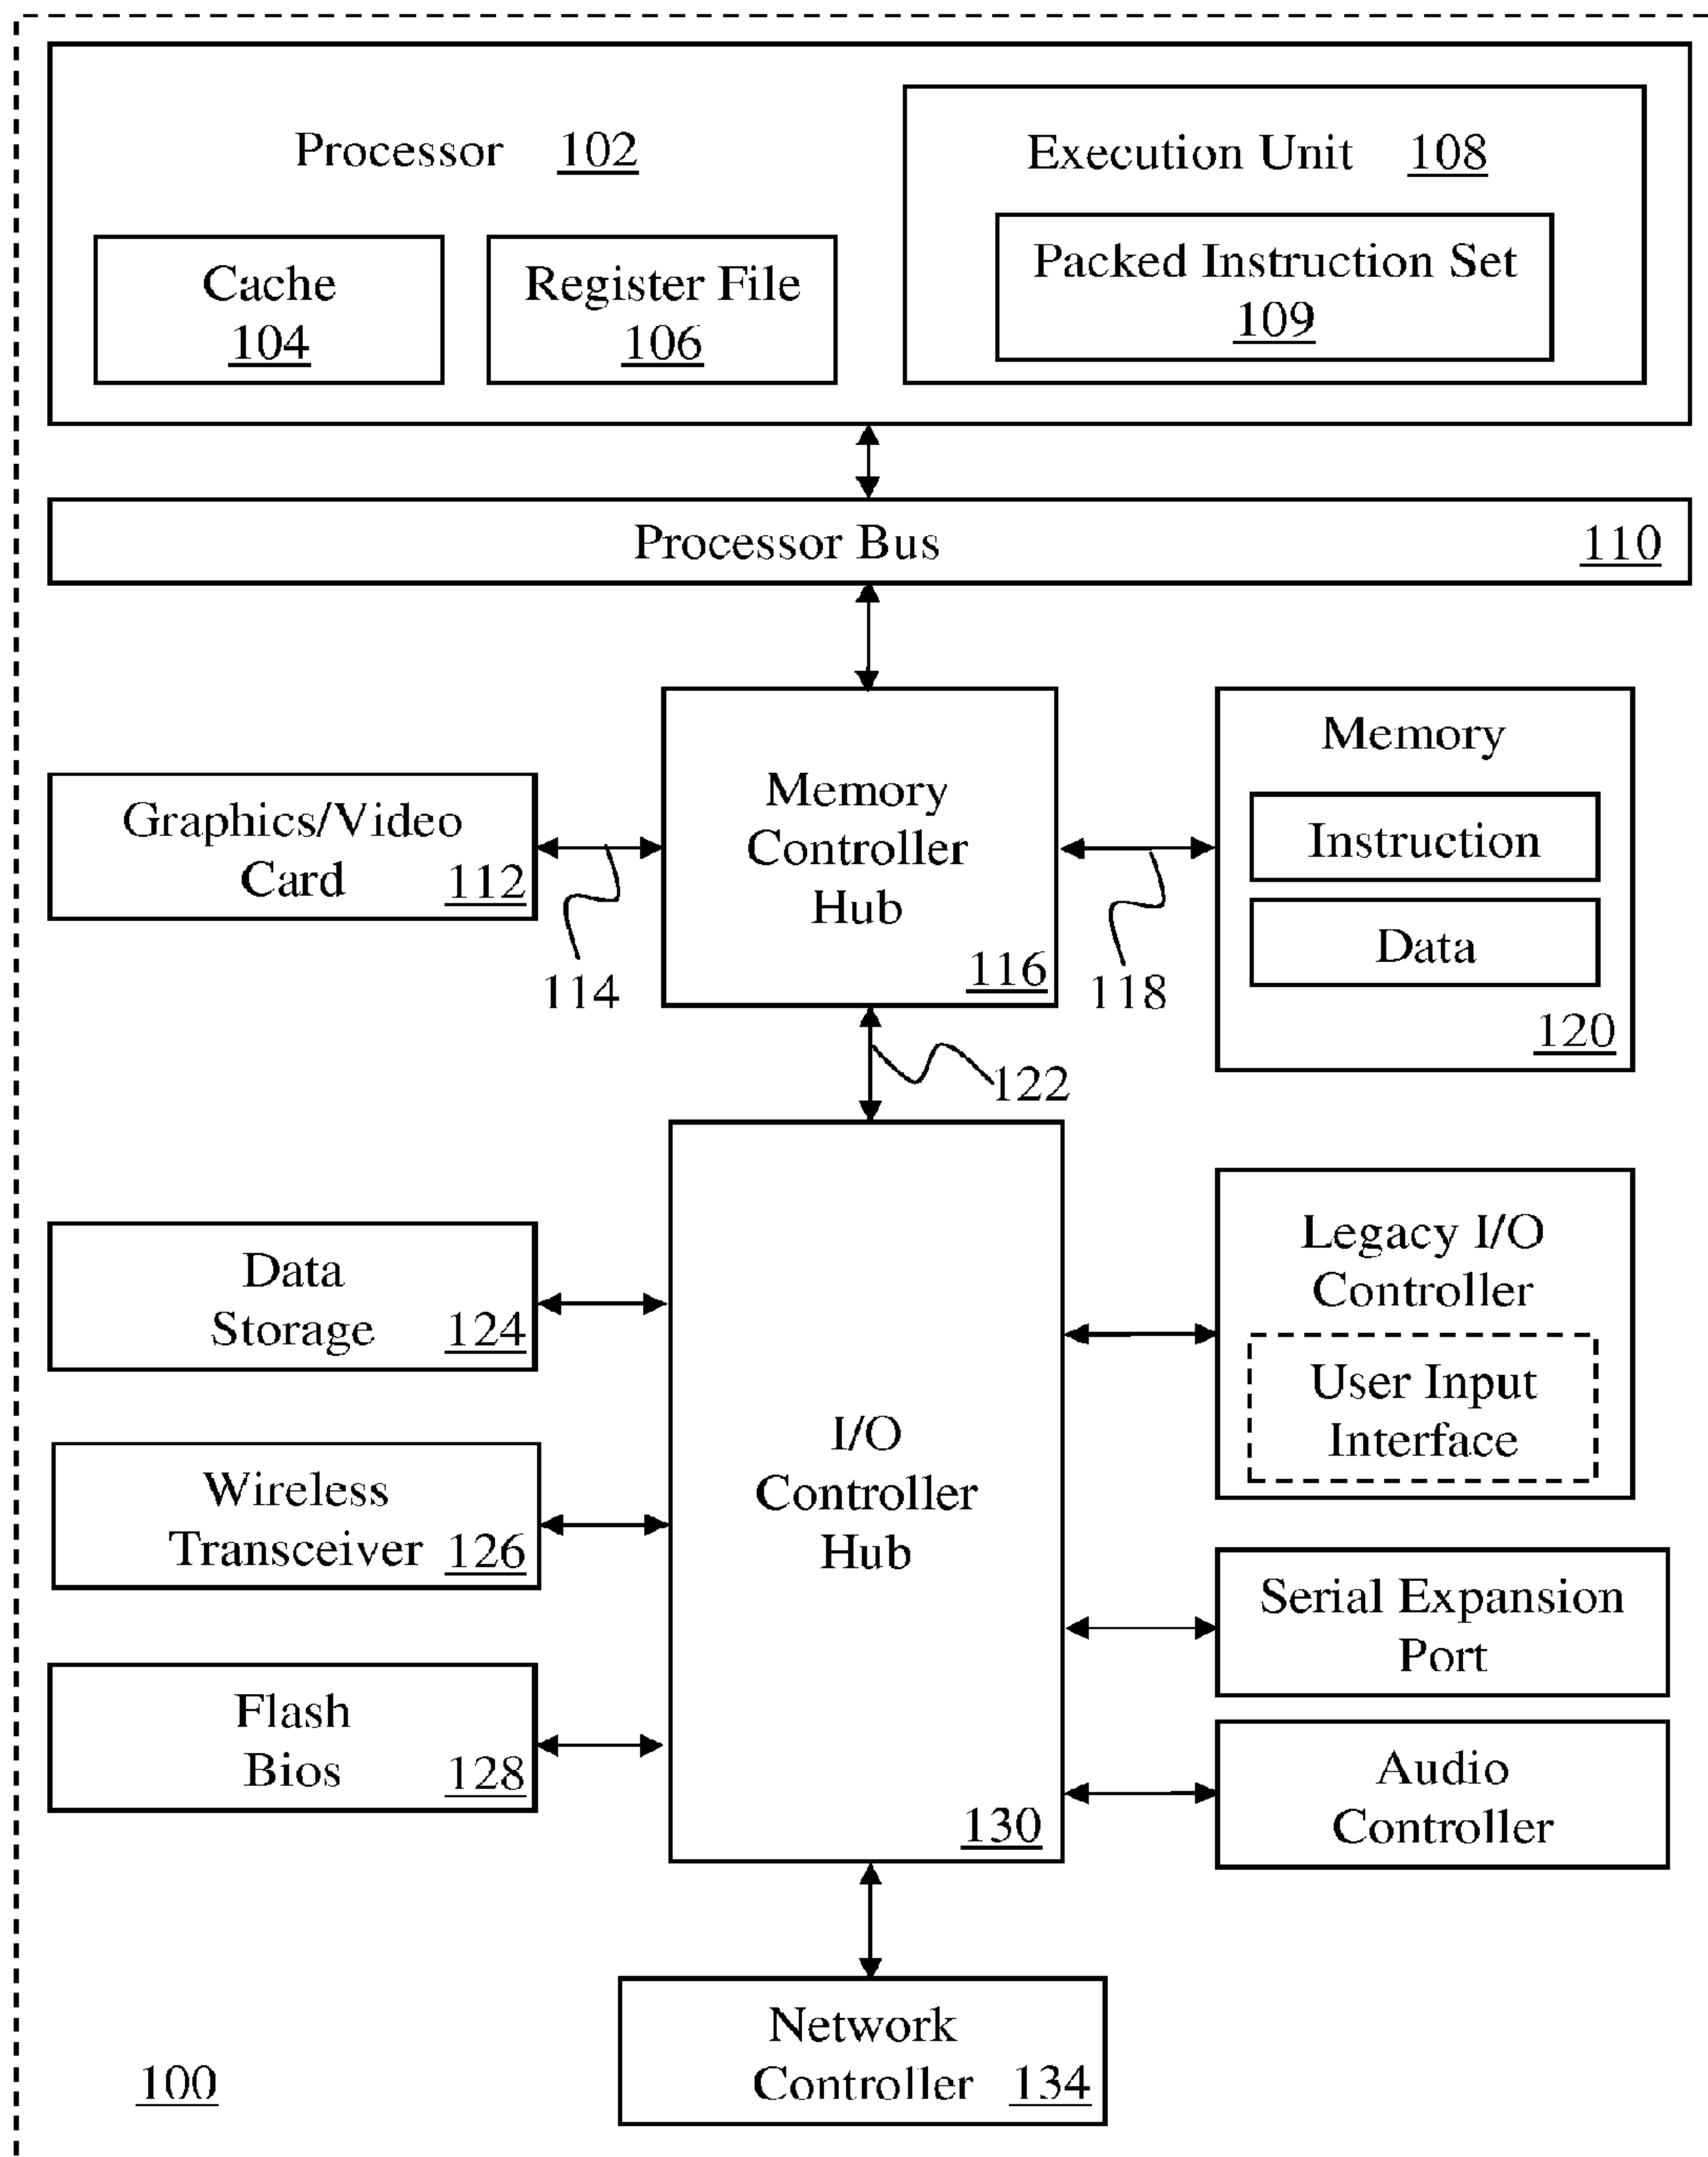 Processor 102
Execution Unit 108
Cache
104
Register File
106
Packed Instruction Set
109
Processor Bus 110
Graphics/Video
Card 112
114
Memory
Controller
Hub
116
118
Memory
Instruction
Data
120
122
Data
Storage 124
Wireless
Transceiver 126
Flash
Bios 128
I/O
Controller
Hub
130
Legacy I/O
Controller
User Input
Interface
Serial Expansion
Port
Audio
Controller
Network
Controller 134
100